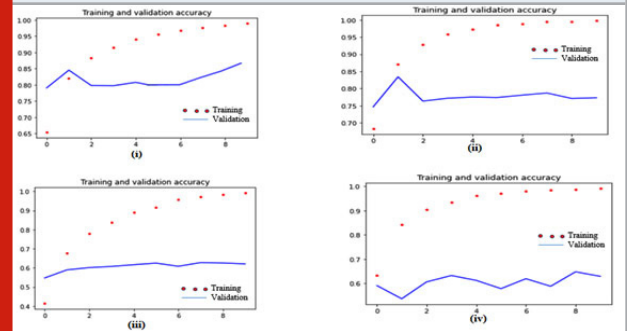 Training and validation accuracy
1.00
0.95
0.90
0.85
0.80
0.75
0.70
0.65
Training
Validation
0 2 4 6 8
(i)
Training and validation accuracy
1.00
0.95
0.90
0.85
0.80
0.75
0.70
Training
Validation
0 2 4 6 8
(ii)
Training and validation accuracy
1.0
0.9
0.8
0.7
0.6
0.5
0.4
Training
Validation
0 2 4 6 8
(iii)
Training and validation accuracy
1.0
0.9
0.8
0.7
0.6
Training
Validation
0 2 4 6 8
(iv)